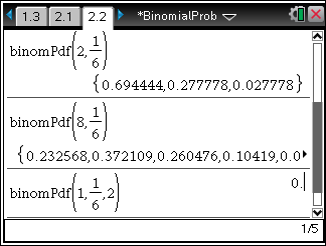 1.3 2.1 2.2 *BinomialProb
binomPdf(2,1/6)
{0.694444,0.277778,0.027778}
binomPdf(8,1/6)
{0.232568,0.372109,0.260476,0.10419,0.0
binomPdf(1,1/6,2)
0.
1/5